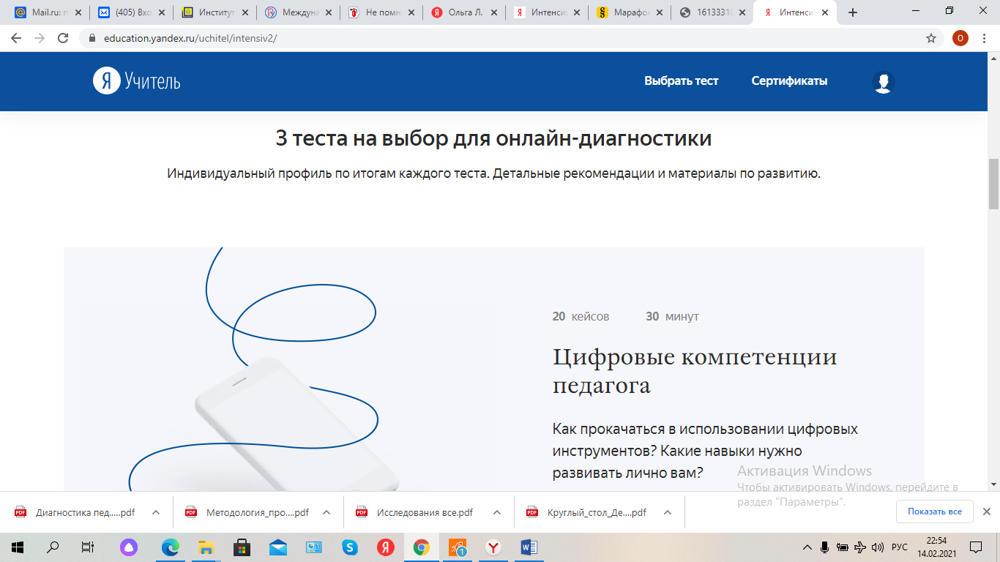 Mail.ru: п
(405) Вхо
Институт
Междуна
Не помн
Ольга Л.
Интенси
Марафон
16133318
Интенси
education.yandex.ru/uchitel/intensiv2/
О
Я Учитель
Выбрать тест
Сертификаты
3 теста на выбор для онлайн-диагностики
Индивидуальный профиль по итогам каждого теста. Детальные рекомендации и материалы по развитию.
20 кейсов
30 минут
Цифровые компетенции
педагога
Как прокачаться в использовании цифровых
инструментов? Какие навыки нужно
развивать лично вам?
Активация Windows
Чтобы активировать Windows, перейдите в
раздел "Параметры".
Диагностика пед.....pdf
Методология_про....pdf
Исследования все.pdf
Круглый_стол_Де....pdf
Показать все
РУС
22:54
14.02.2021